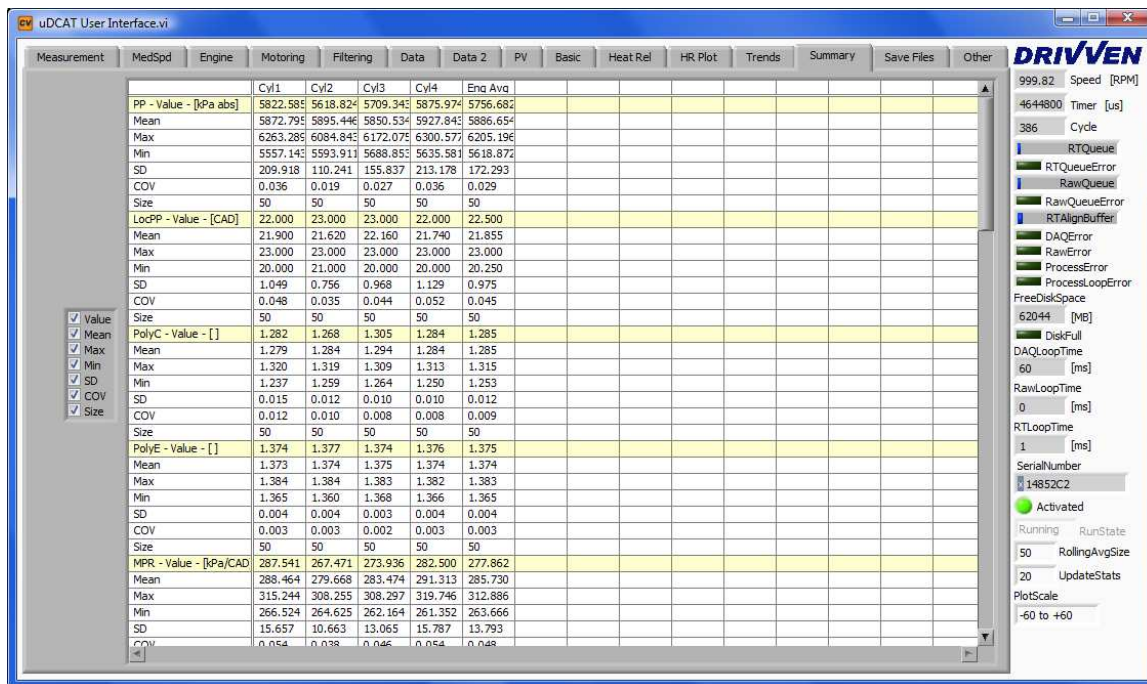 CV uDCAT User Interface.vi
Measurement MedSpd Engine Motoring Filtering Data Data 2 PV Basic Heat Rel HR Plot Trends Summary Save Files Other
DRIVVEN
Cyl1 Cyl2 Cyl3 Cyl4 Eng Avg
PP - Value - [kPa abs] 5822.585 5618.824 5709.343 5875.974 5756.682
Mean 5872.795 5895.446 5850.534 5927.843 5886.654
Max 6263.289 6084.843 6172.075 6300.577 6205.196
Min 5557.143 5593.911 5688.853 5635.581 5618.872
SD 209.918 110.241 155.837 213.178 172.293
COV 0.036 0.019 0.027 0.036 0.029
Size 50 50 50 50 50
LocPP - Value - [CAD] 22.000 23.000 23.000 22.000 22.500
Mean 21.900 21.620 22.160 21.740 21.855
Max 23.000 23.000 23.000 23.000 23.000
Min 20.000 21.000 20.000 20.000 20.250
SD 1.049 0.756 0.968 1.129 0.975
COV 0.048 0.035 0.044 0.052 0.045
Size 50 50 50 50 50
PolyC - Value - [ ] 1.282 1.268 1.305 1.284 1.285
Mean 1.279 1.284 1.294 1.284 1.285
Max 1.320 1.319 1.309 1.313 1.315
Min 1.237 1.259 1.264 1.250 1.253
SD 0.015 0.012 0.010 0.010 0.012
COV 0.012 0.010 0.008 0.008 0.009
Size 50 50 50 50 50
PolyE - Value - [ ] 1.374 1.377 1.374 1.376 1.375
Mean 1.373 1.374 1.375 1.374 1.374
Max 1.384 1.384 1.383 1.382 1.383
Min 1.365 1.360 1.368 1.366 1.365
SD 0.004 0.004 0.003 0.004 0.004
COV 0.003 0.003 0.002 0.003 0.003
Size 50 50 50 50 50
MPR - Value - [kPa/CAD 287.541 267.471 273.936 282.500 277.862
Mean 288.464 279.668 283.474 291.313 285.730
Max 315.244 308.255 308.297 319.746 312.886
Min 266.524 264.625 262.164 261.352 263.666
SD 15.657 10.663 13.065 15.787 13.793
COV 0.054 0.038 0.046 0.054 0.048
Value
Mean
Max
Min
SD
COV
Size
999.82 Speed [RPM]
4644800 Timer [us]
386 Cycle
RTQueue
RTQueueError
RawQueue
RawQueueError
RTAlignBuffer
DAQError
RawError
ProcessError
ProcessLoopError
FreeDiskSpace
62044 [MB]
DiskFull
DAQLoopTime
60 [ms]
RawLoopTime
0 [ms]
RTLoopTime
1 [ms]
SerialNumber
x 14852C2
Activated
Running RunState
50 RollingAvgSize
20 UpdateStats
PlotScale
-60 to +60